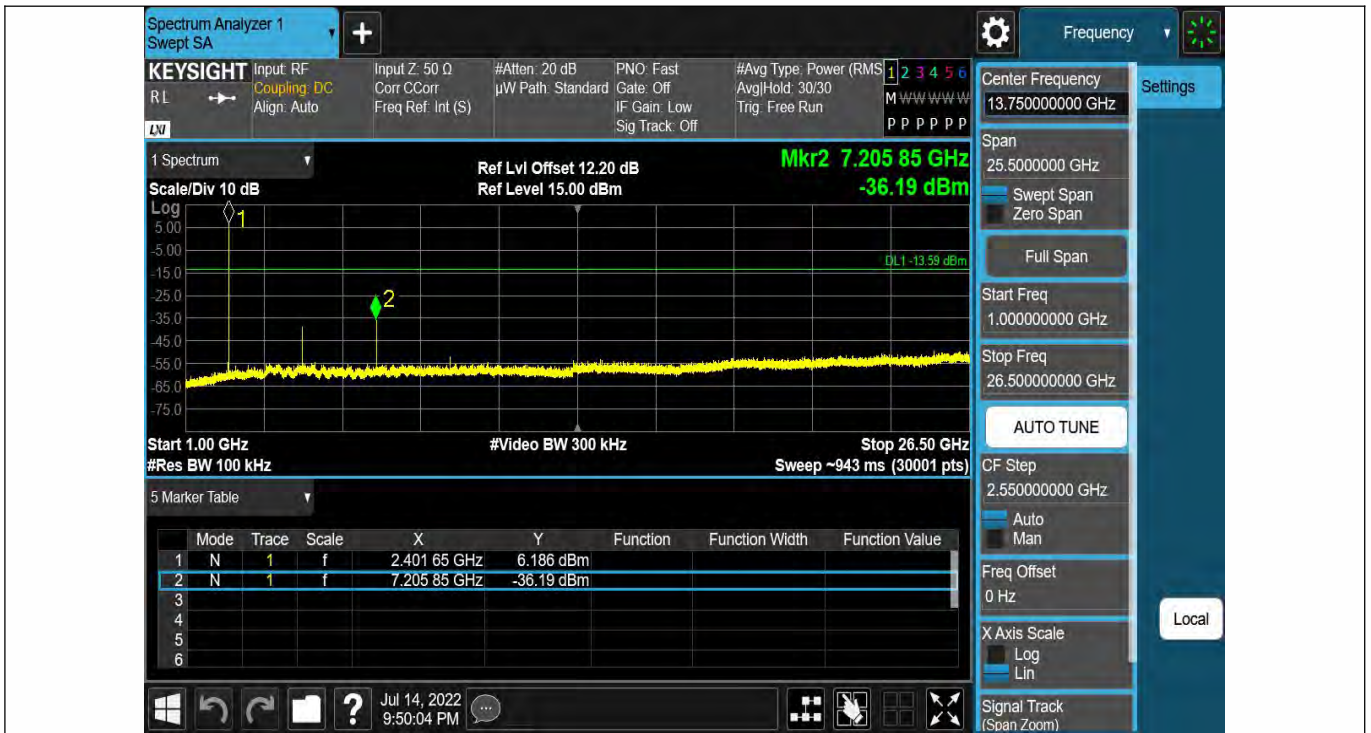 Spectrum Analyzer 1
Swept SA
Frequency
KEYSIGHT
RL
LXI
Input: RF
Coupling: DC
Align: Auto
Input Z: 50 Ω
Corr CCorr
Freq Ref: Int (S)
#Atten: 20 dB
µW Path: Standard
PNO: Fast
Gate: Off
IF Gain: Low
Sig Track: Off
#Avg Type: Power (RMS
Avg|Hold: 30/30
Trig: Free Run
1 2 3 4 5 6
M W W W W W
P P P P P P
1 Spectrum
Scale/Div 10 dB
Ref Lvl Offset 12.20 dB
Ref Level 15.00 dBm
Mkr2 7.205 85 GHz
-36.19 dBm
Log
5.00
-5.00
-15.0
-25.0
-35.0
-45.0
-55.0
-65.0
-75.0
1
2
DL1 -13.59 dBm
Start 1.00 GHz
#Video BW 300 kHz
Stop 26.50 GHz
#Res BW 100 kHz
Sweep ~943 ms (30001 pts)
5 Marker Table
Mode Trace Scale X Y Function Function Width Function Value
1 N 1 f 2.401 65 GHz 6.186 dBm
2 N 1 f 7.205 85 GHz -36.19 dBm
3
4
5
6
?
Jul 14, 2022
9:50:04 PM
Center Frequency
13.750000000 GHz
Settings
Span
25.5000000 GHz
Swept Span
Zero Span
Full Span
Start Freq
1.000000000 GHz
Stop Freq
26.500000000 GHz
AUTO TUNE
CF Step
2.550000000 GHz
Auto
Man
Freq Offset
0 Hz
X Axis Scale
Log
Lin
Local
Signal Track
(Span Zoom)